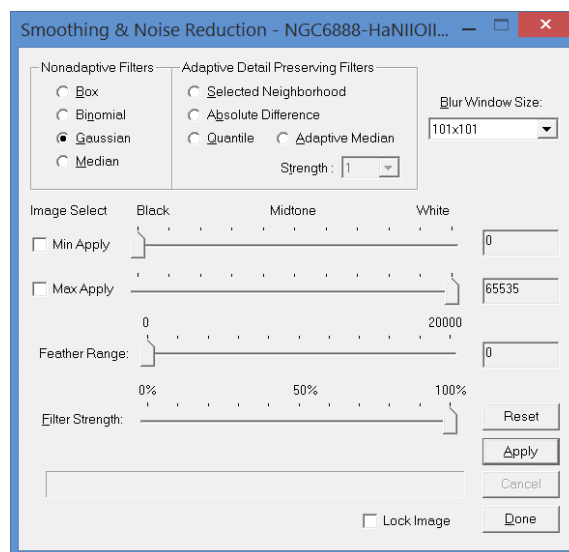 Smoothing & Noise Reduction - NGC6888-HaNIIOII...
Nonadaptive Filters
Box
Binomial
Gaussian
Median
Adaptive Detail Preserving Filters
Selected Neighborhood
Absolute Difference
Quantile Adaptive Median
Strength : 1
Blur Window Size:
101x101
Image Select Black Midtone White
Min Apply 0
Max Apply 65535
0 20000
Feather Range: 0
0% 50% 100%
Filter Strength:
Reset
Apply
Cancel
Lock Image Done